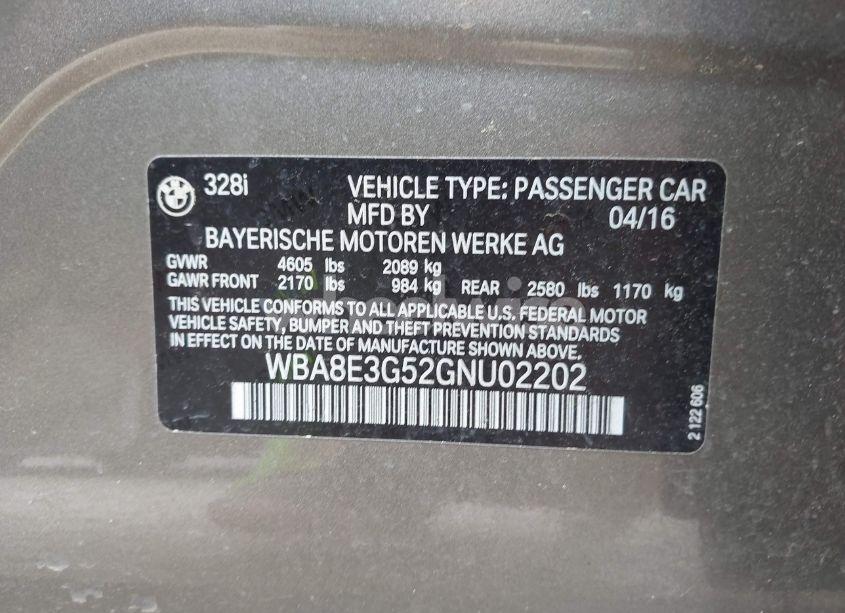 328i VEHICLE TYPE: PASSENGER CAR
MFD BY 04/16
BAYERISCHE MOTOREN WERKE AG
GVWR 4605 lbs 2089 kg
GAWR FRONT 2170 lbs 984 kg REAR 2580 lbs 1170 kg
THIS VEHICLE CONFORMS TO ALL APPLICABLE U.S. FEDERAL MOTOR
VEHICLE SAFETY, BUMPER AND THEFT PREVENTION STANDARDS
IN EFFECT ON THE DATE OF MANUFACTURE SHOWN ABOVE.
WBA8E3G52GNU02202
2 122 606